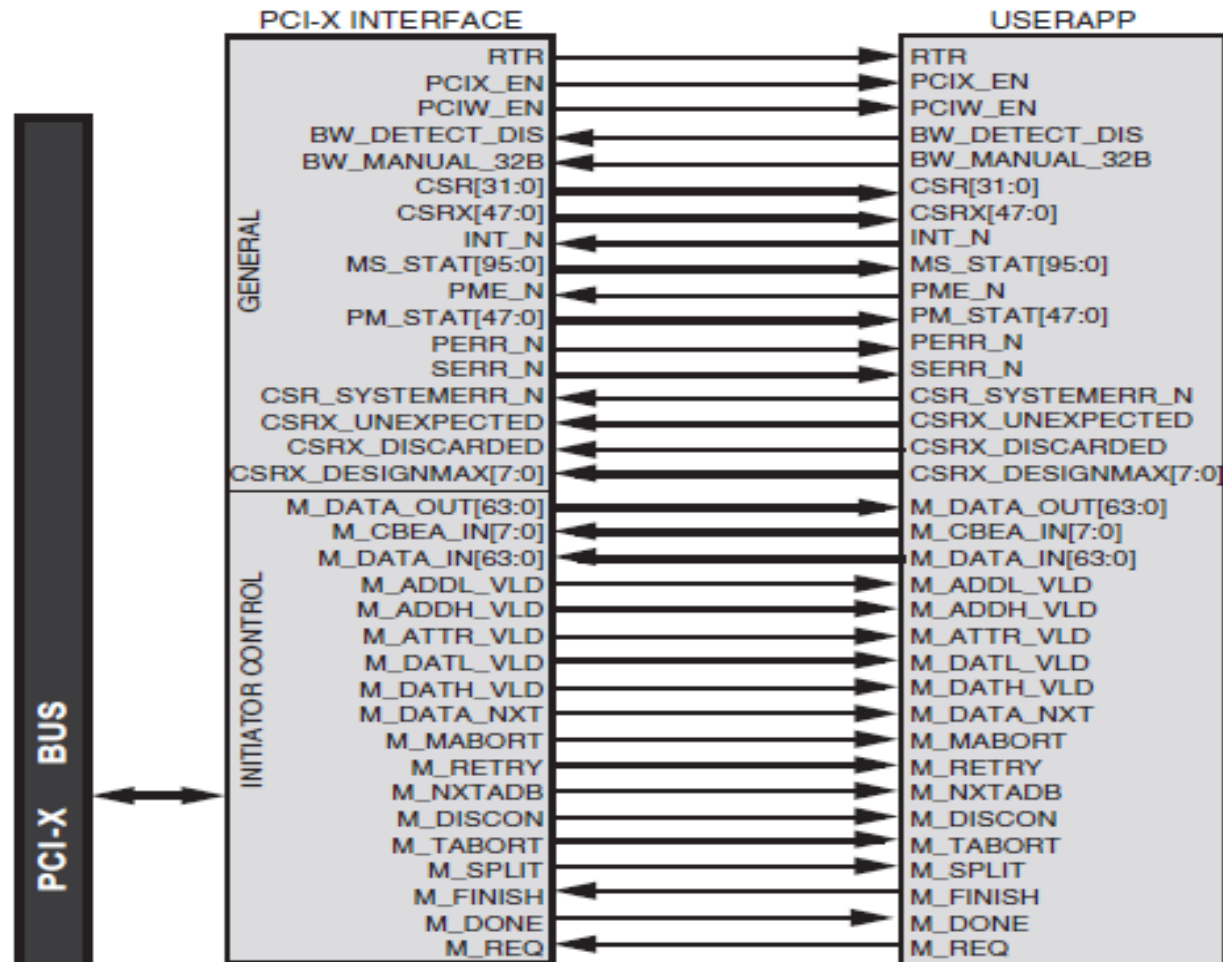 PCI-X INTERFACE USERAPP
RTR RTR
PCIX_EN PCIX_EN
PCIW_EN PCIW_EN
BW_DETECT_DIS BW_DETECT_DIS
BW_MANUAL_32B BW_MANUAL_32B
CSR[31:0] CSR[31:0]
CSRX[47:0] CSRX[47:0]
INT_N INT_N
MS_STAT[95:0] MS_STAT[95:0]
PME_N PME_N
PM_STAT[47:0] PM_STAT[47:0]
PERR_N PERR_N
SERR_N SERR_N
CSR_SYSTEMERR_N CSR_SYSTEMERR_N
CSRX_UNEXPECTED CSRX_UNEXPECTED
CSRX_DISCARDED CSRX_DISCARDED
CSRX_DESIGNMAX[7:0] CSRX_DESIGNMAX[7:0]
GENERAL
M_DATA_OUT[63:0] M_DATA_OUT[63:0]
M_CBEA_IN[7:0] M_CBEA_IN[7:0]
M_DATA_IN[63:0] M_DATA_IN[63:0]
M_ADDL_VLD M_ADDL_VLD
M_ADDH_VLD M_ADDH_VLD
M_ATTR_VLD M_ATTR_VLD
M_DATL_VLD M_DATL_VLD
M_DATH_VLD M_DATH_VLD
M_DATA_NXT M_DATA_NXT
M_MABORT M_MABORT
M_RETRY M_RETRY
M_NXTADB M_NXTADB
M_DISCON M_DISCON
M_TABORT M_TABORT
M_SPLIT M_SPLIT
M_FINISH M_FINISH
M_DONE M_DONE
M_REQ M_REQ
INITIATOR CONTROL
PCI-X BUS